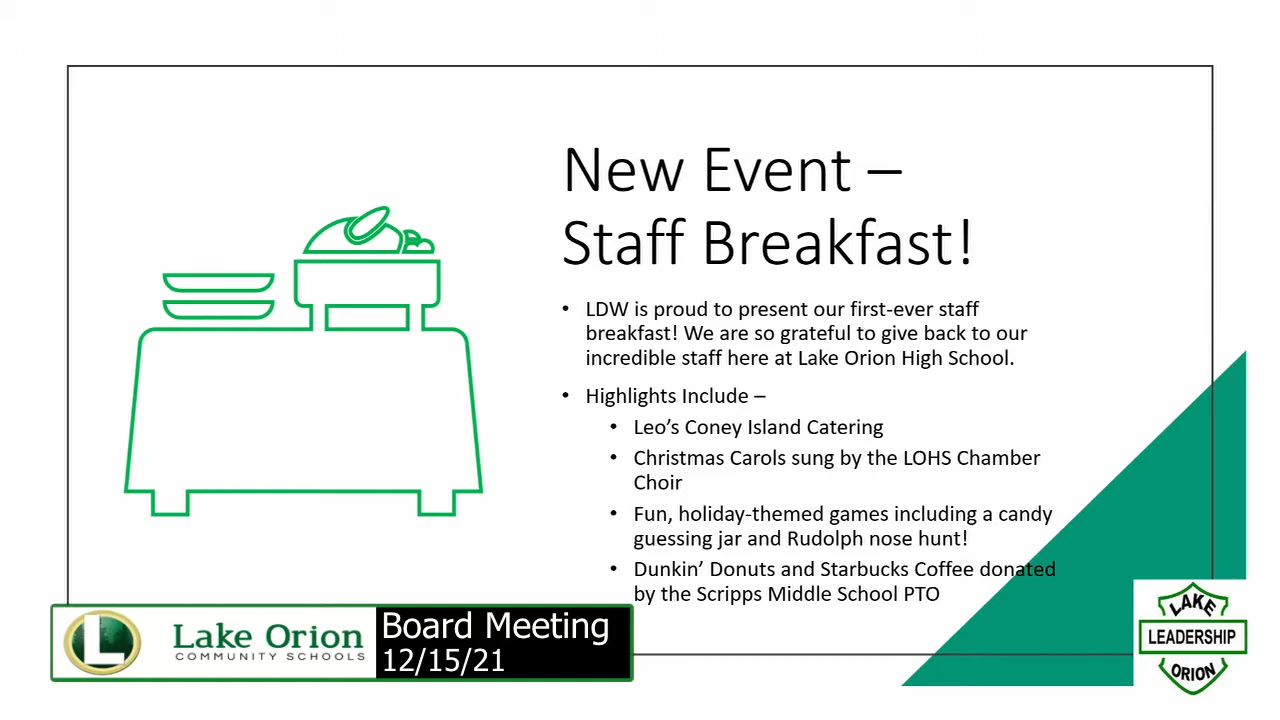 New Event –
Staff Breakfast!
• LDW is proud to present our first-ever staff
breakfast! We are so grateful to give back to our
incredible staff here at Lake Orion High School.
• Highlights Include –
• Leo’s Coney Island Catering
• Christmas Carols sung by the LOHS Chamber
Choir
• Fun, holiday-themed games including a candy
guessing jar and Rudolph nose hunt!
• Dunkin’ Donuts and Starbucks Coffee donated
by the Scripps Middle School PTO
L
Lake Orion
COMMUNITY SCHOOLS
Board Meeting
12/15/21
LAKE
LEADERSHIP
ORION